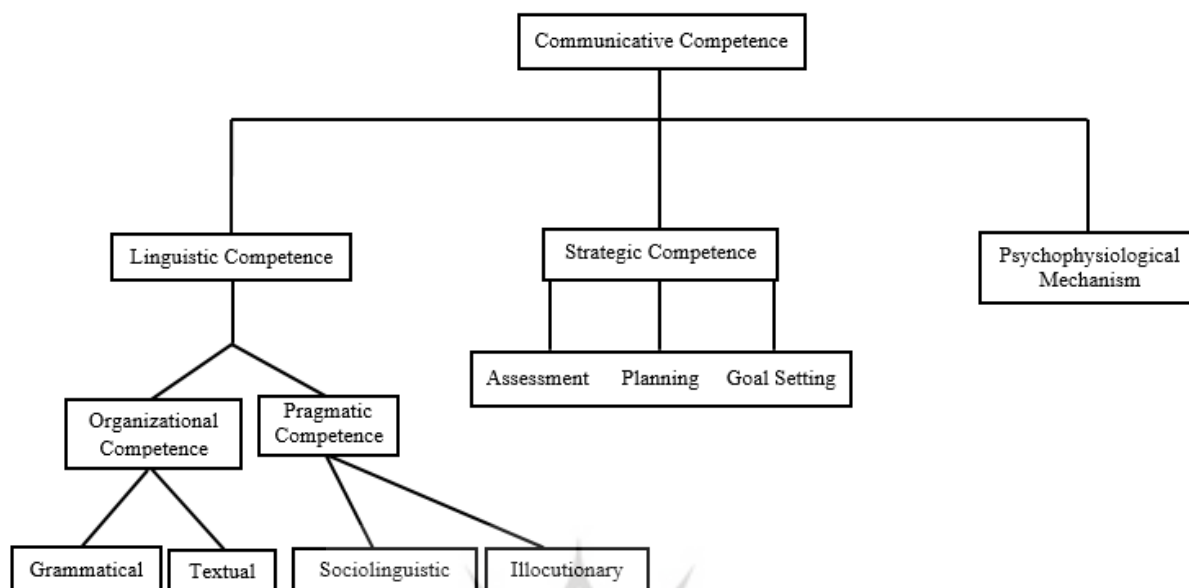 Communicative Competence
Linguistic Competence
Strategic Competence
Psychophysiological
Mechanism
Assessment Planning Goal Setting
Organizational
Competence
Pragmatic
Competence
Grammatical
Textual
Sociolinguistic
Illocutionary